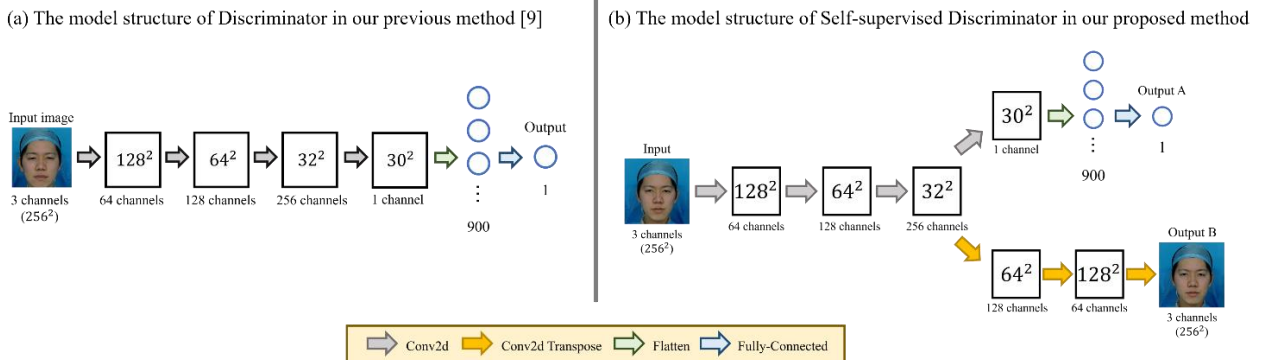 (a) The model structure of Discriminator in our previous method [9]
Input image
128²
64²
32²
30²
3 channels
(256²)
64 channels
128 channels
256 channels
1 channel
⋮
900
Output
1
(b) The model structure of Self-supervised Discriminator in our proposed method
Input
3 channels
(256²)
128²
64 channels
64²
128 channels
32²
256 channels
30²
1 channel
⋮
900
Output A
1
64²
128 channels
128²
64 channels
Output B
3 channels
(256²)
Conv2d
Conv2d Transpose
Flatten
Fully-Connected